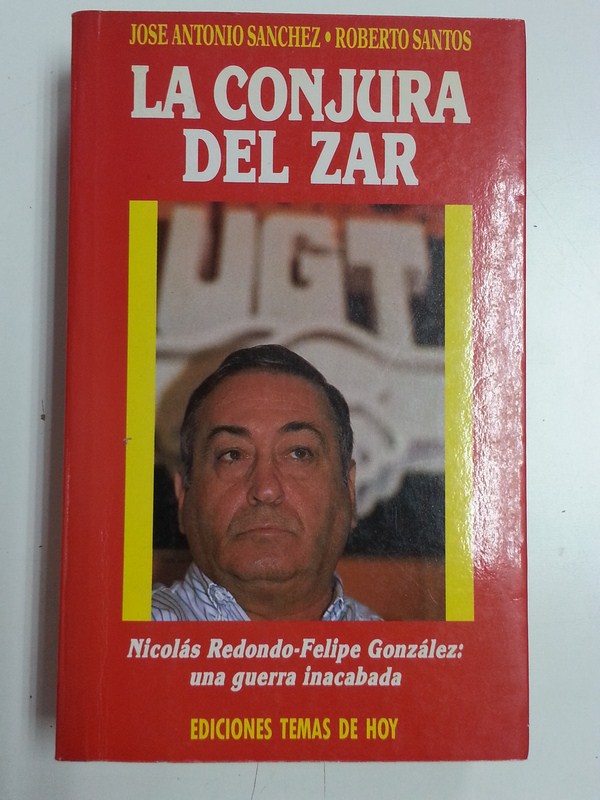 JOSE ANTONIO SANCHEZ • ROBERTO SANTOS
LA CONJURA
DEL ZAR
UGT
Nicolás Redondo-Felipe González:
una guerra inacabada
EDICIONES TEMAS DE HOY